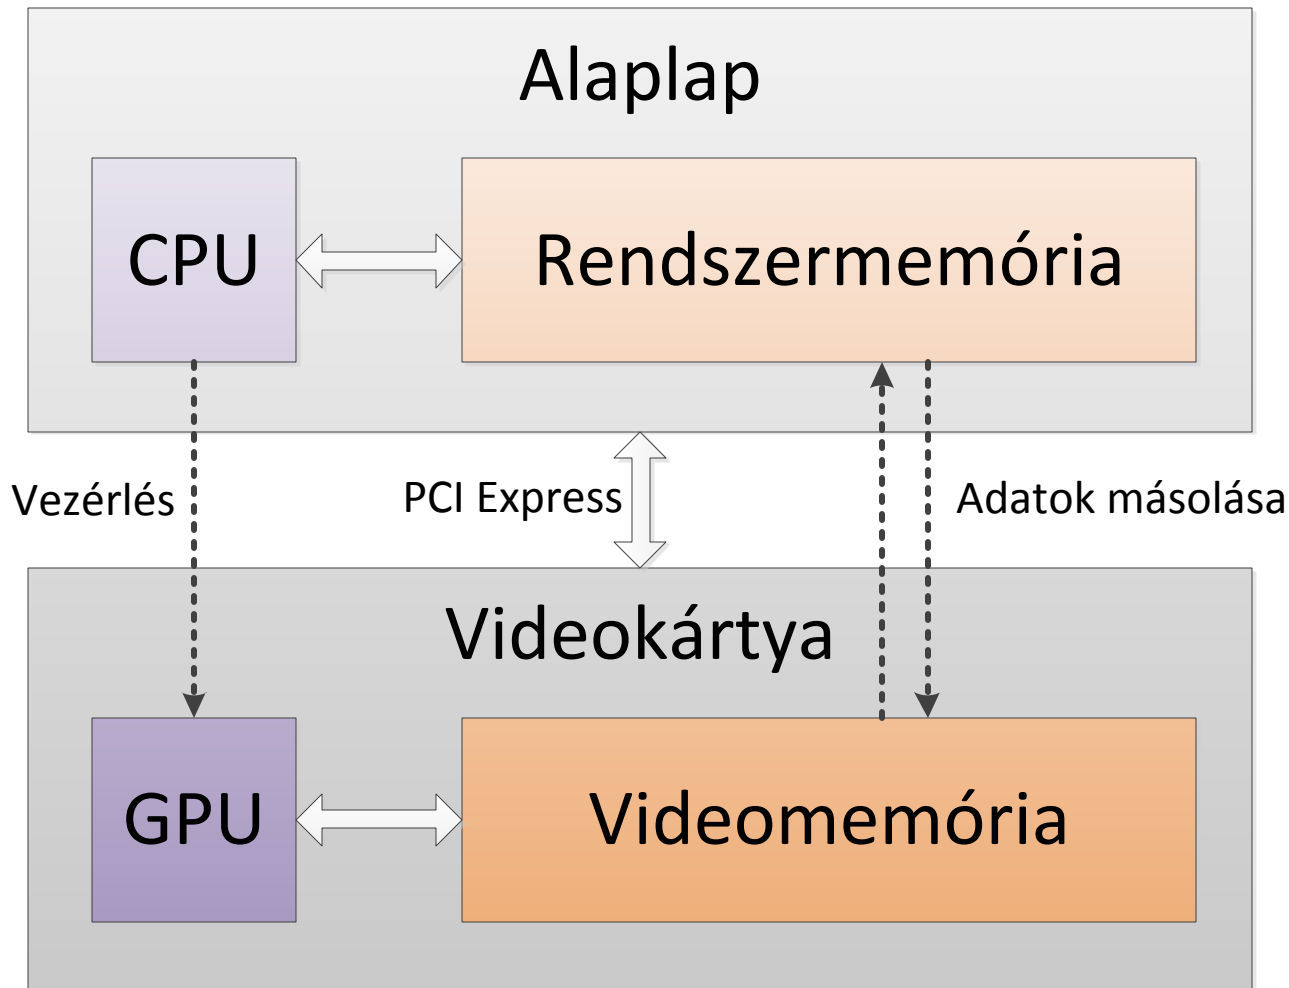 Alaplap
CPU
Rendszermemória
Vezérlés
PCI Express
Adatok másolása
Videokártya
GPU
Videomemória